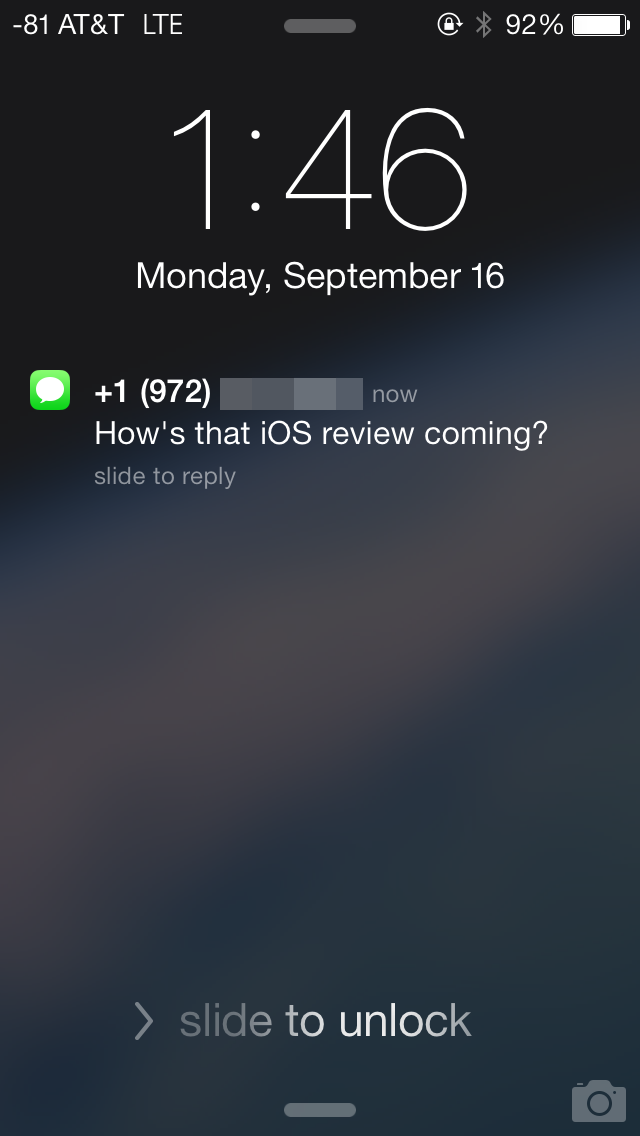 -81 AT&T LTE 92%
1:46
Monday, September 16
+1 (972) now
How's that iOS review coming?
slide to reply
slide to unlock